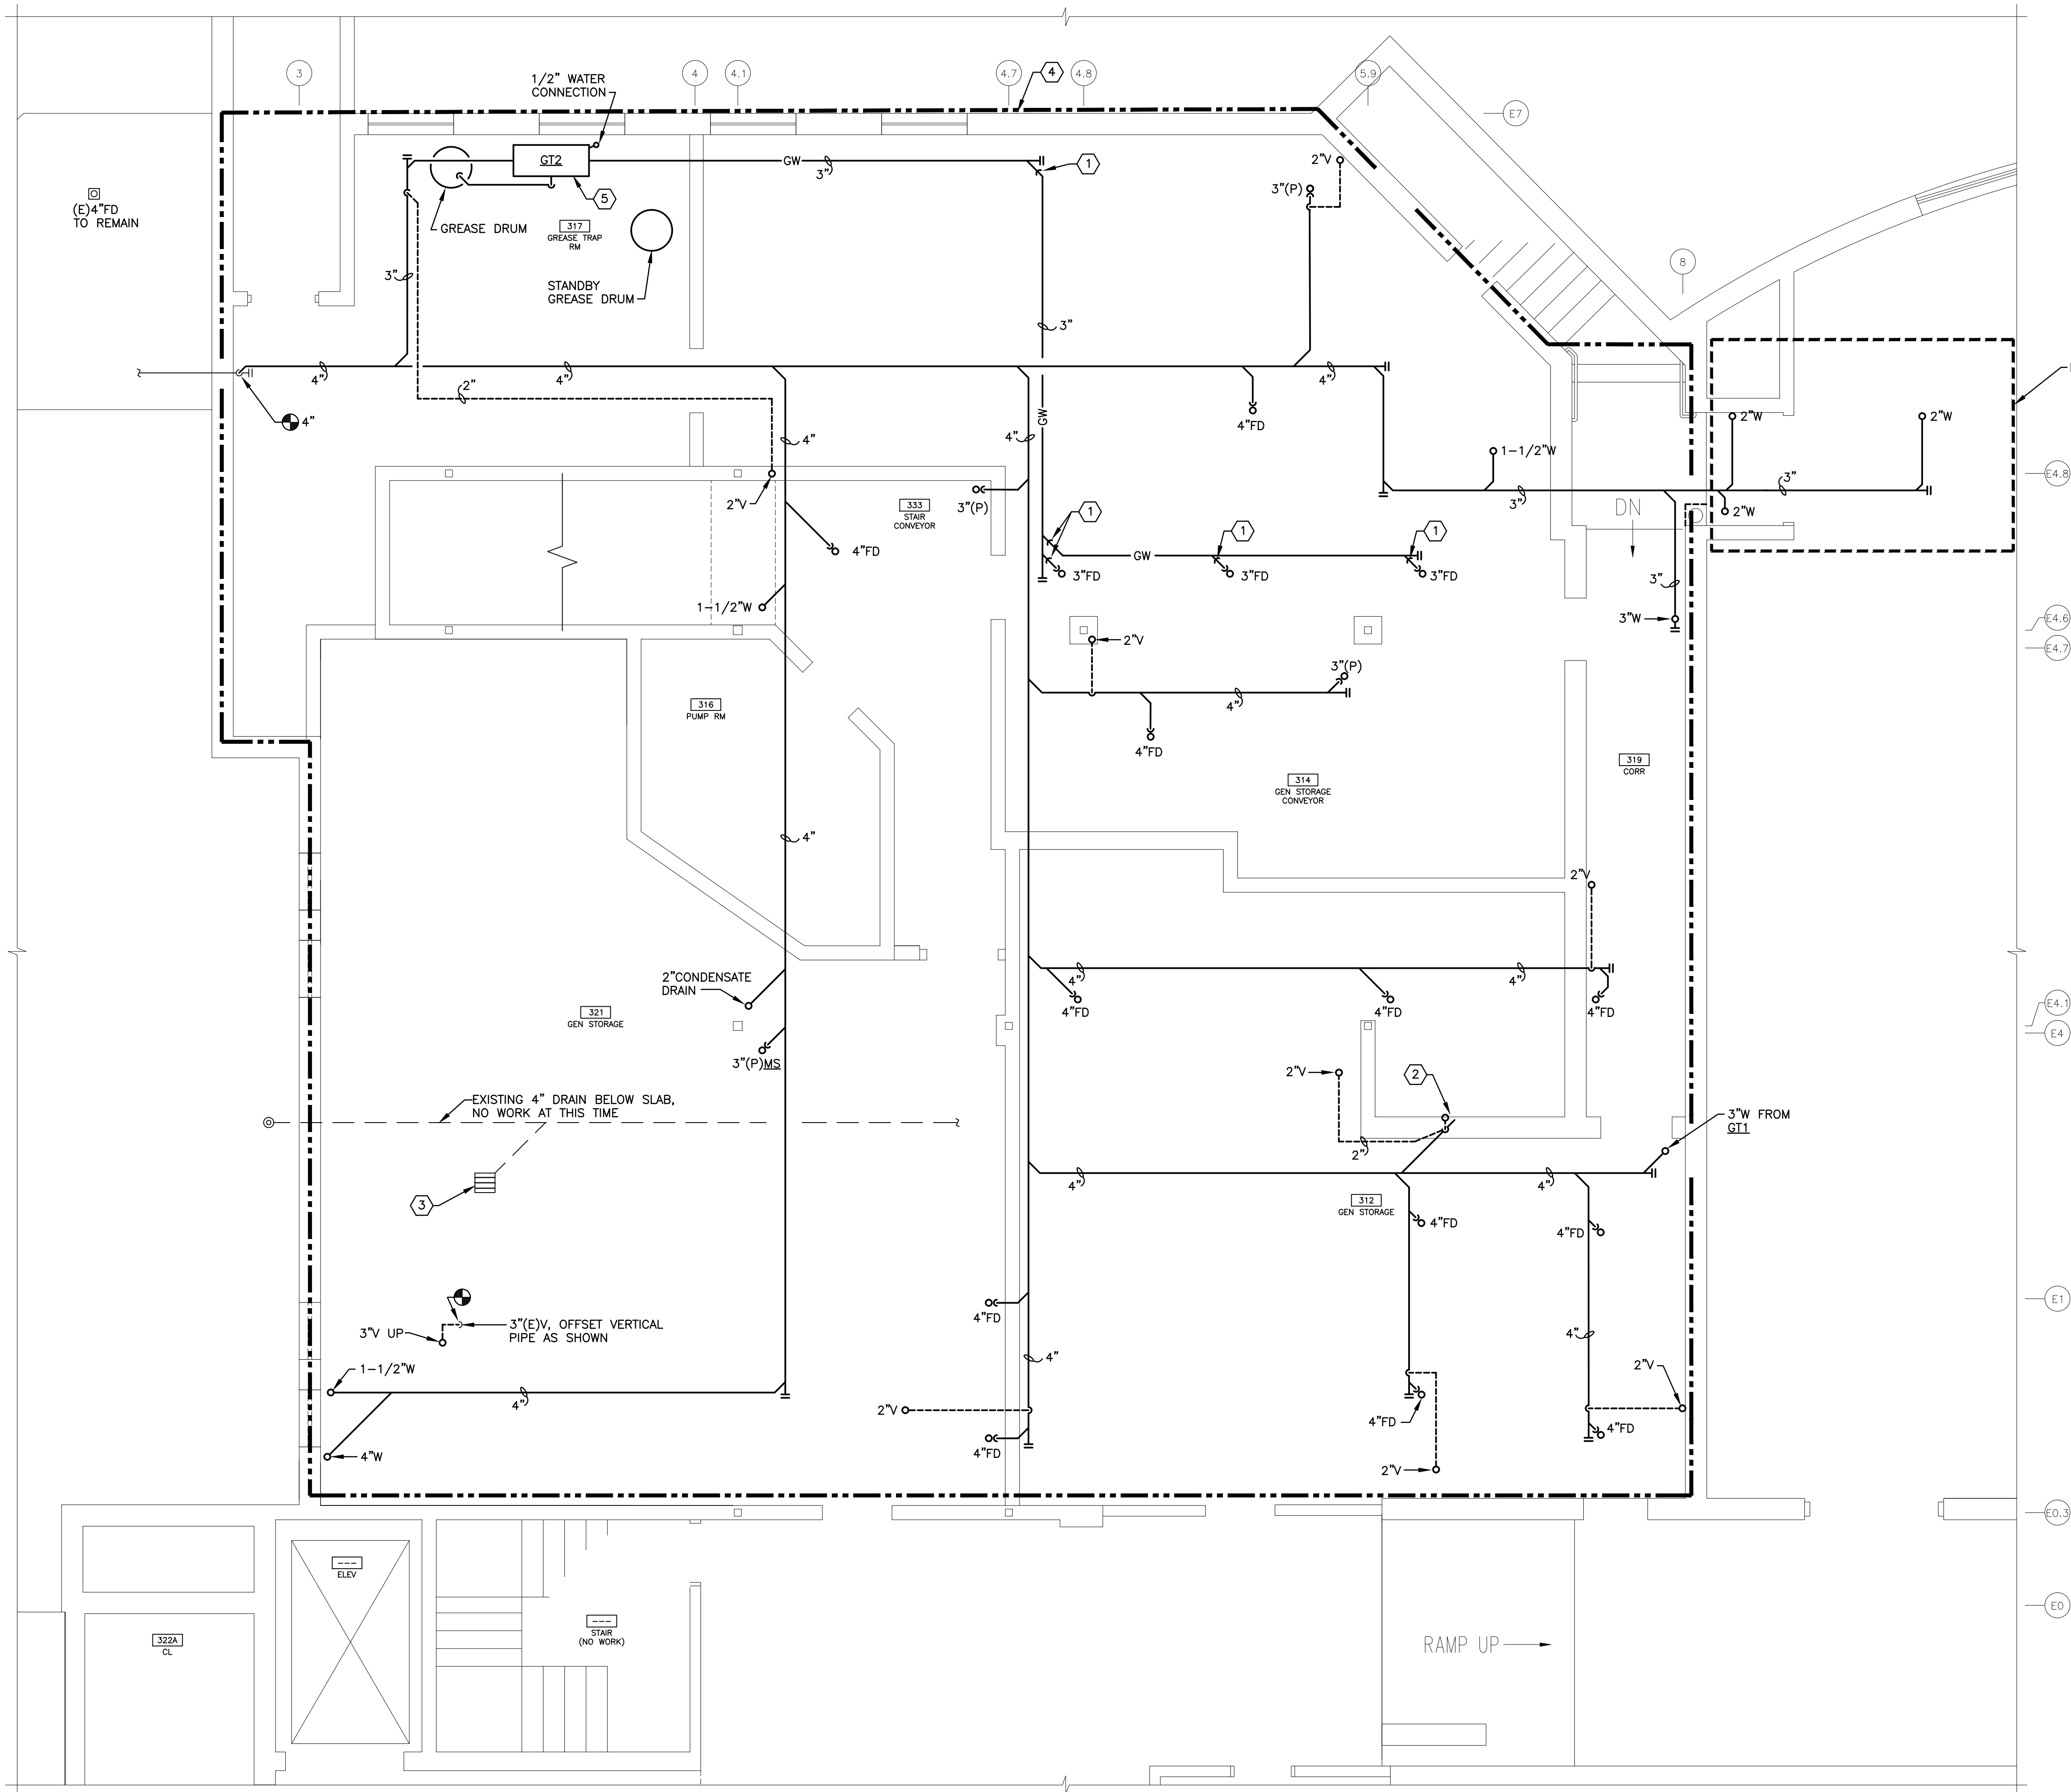 3
4
4.1
4.7
4.8
5.9
E7
8
4
1/2" WATER
CONNECTION
(E)4"FD
TO REMAIN
GT2
GW
3"
1
2"V
3"(P)
5
GREASE DRUM
317
GREASE TRAP
RM
STANDBY
GREASE DRUM
3"
3"
4"
4"
4"
2"
4"
4"
4"
GW
4"FD
1-1/2"W
2"W
2"W
3"
3"
2"W
E4.8
2"V
333
STAIR
CONVEYOR
3"(P)
1
1
1
DN
4"FD
GW
3"FD
3"FD
3"FD
3"
1-1/2"W
3"W
E4.6
E4.7
2"V
3"(P)
4"
4"FD
316
PUMP RM
319
CORR
314
GEN STORAGE
CONVEYOR
4"
2"V
2"CONDENSATE
DRAIN
4"
4"
4"FD
4"FD
4"FD
E4.1
E4
321
GEN STORAGE
3"(P)MS
2"V
2
EXISTING 4" DRAIN BELOW SLAB,
NO WORK AT THIS TIME
3"W FROM
GT1
2"
4"
4"
3
312
GEN STORAGE
4"FD
4"FD
E1
4"FD
3"V UP
3"(E)V, OFFSET VERTICAL
PIPE AS SHOWN
4"
4"
1-1/2"W
4"
2"V
2"V
4"FD
4"FD
4"FD
4"W
2"V
E0.3
---
ELEV
---
STAIR
(NO WORK)
E0
322A
CL
RAMP UP